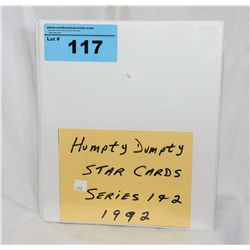 Lot #
117
Humpty Dumpty
STAR CARDS
SERIES 1&2
1992